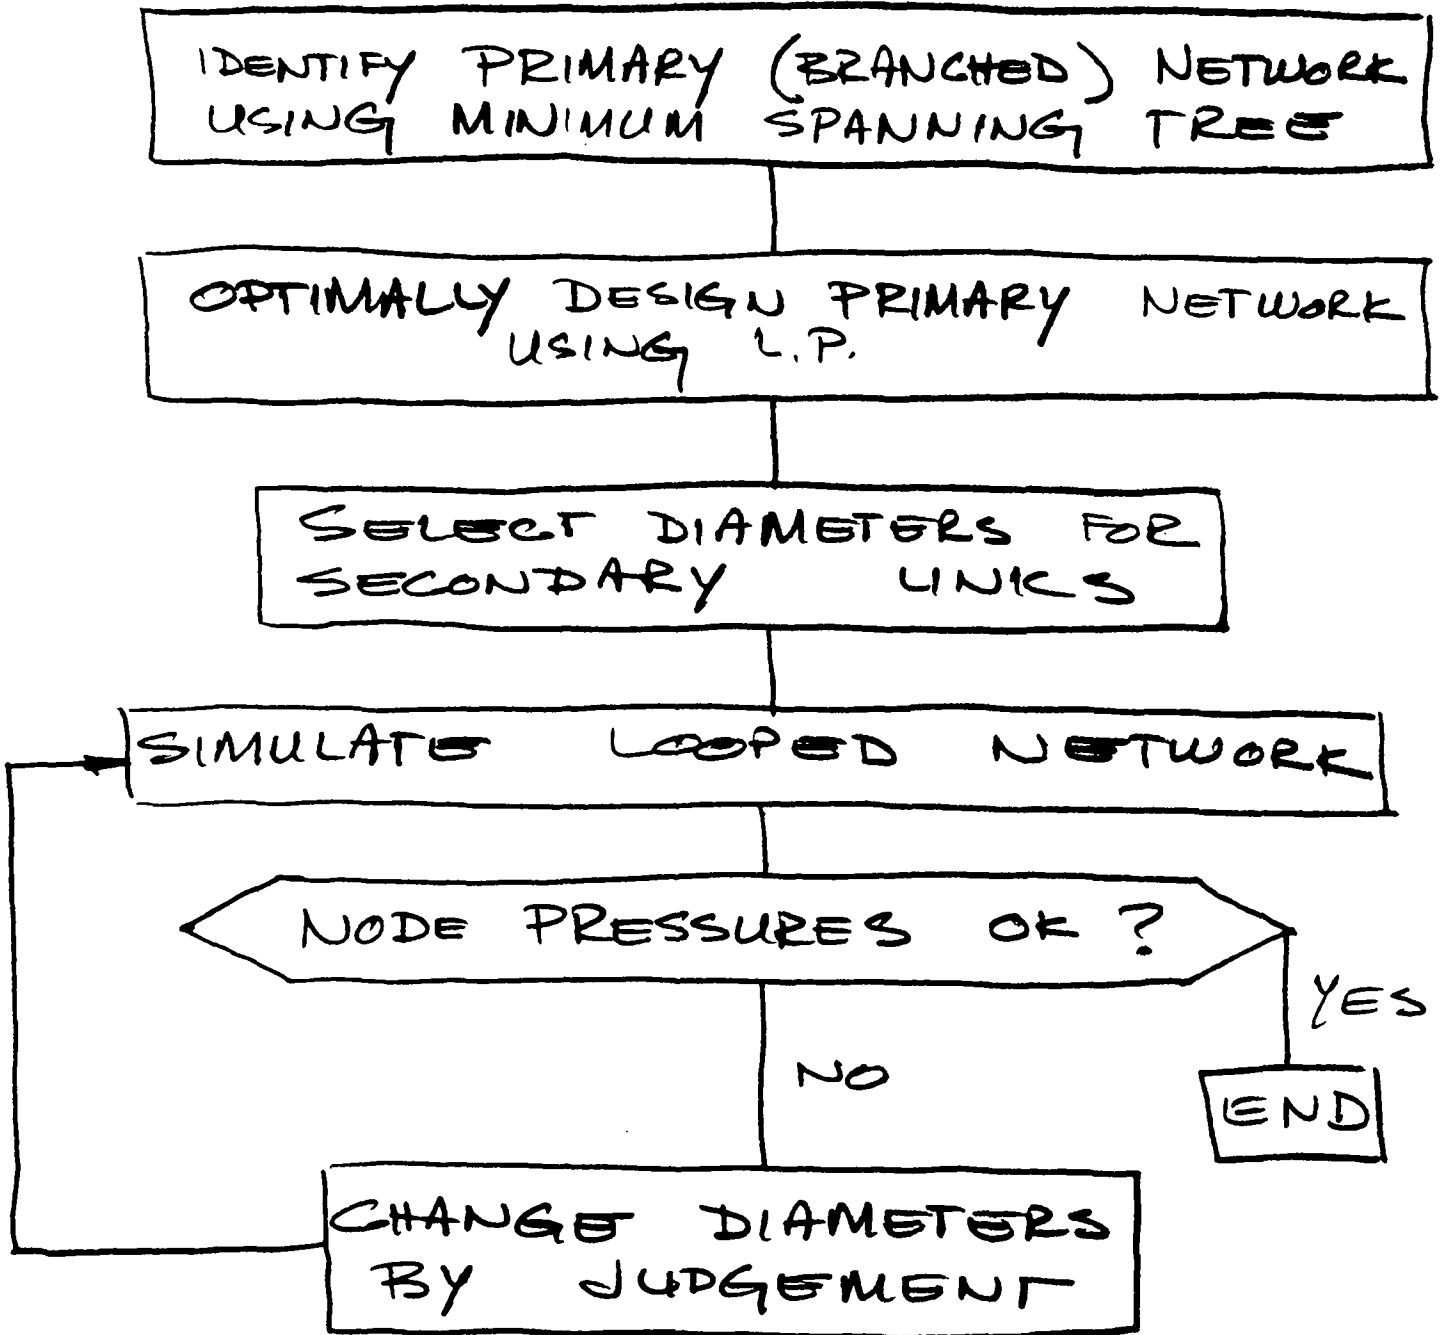 IDENTIFY PRIMARY (BRANCHED) NETWORK
USING MINIMUM SPANNING TREE
OPTIMALLY DESIGN PRIMARY NETWORK
USING L.P.
SELECT DIAMETERS FOR
SECONDARY LINKS
SIMULATE LOOPED NETWORK
NODE PRESSURES OK ?
YES
NO
END
CHANGE DIAMETERS
BY JUDGEMENT